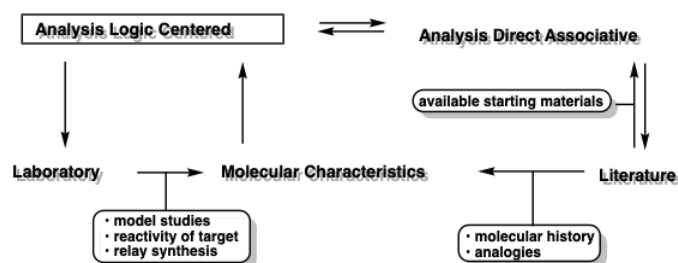 Analysis Logic Centered
Analysis Direct Associative
available starting materials
Laboratory
Molecular Characteristics
Literature
· model studies
· reactivity of target
· relay synthesis
· molecular history
· analogies